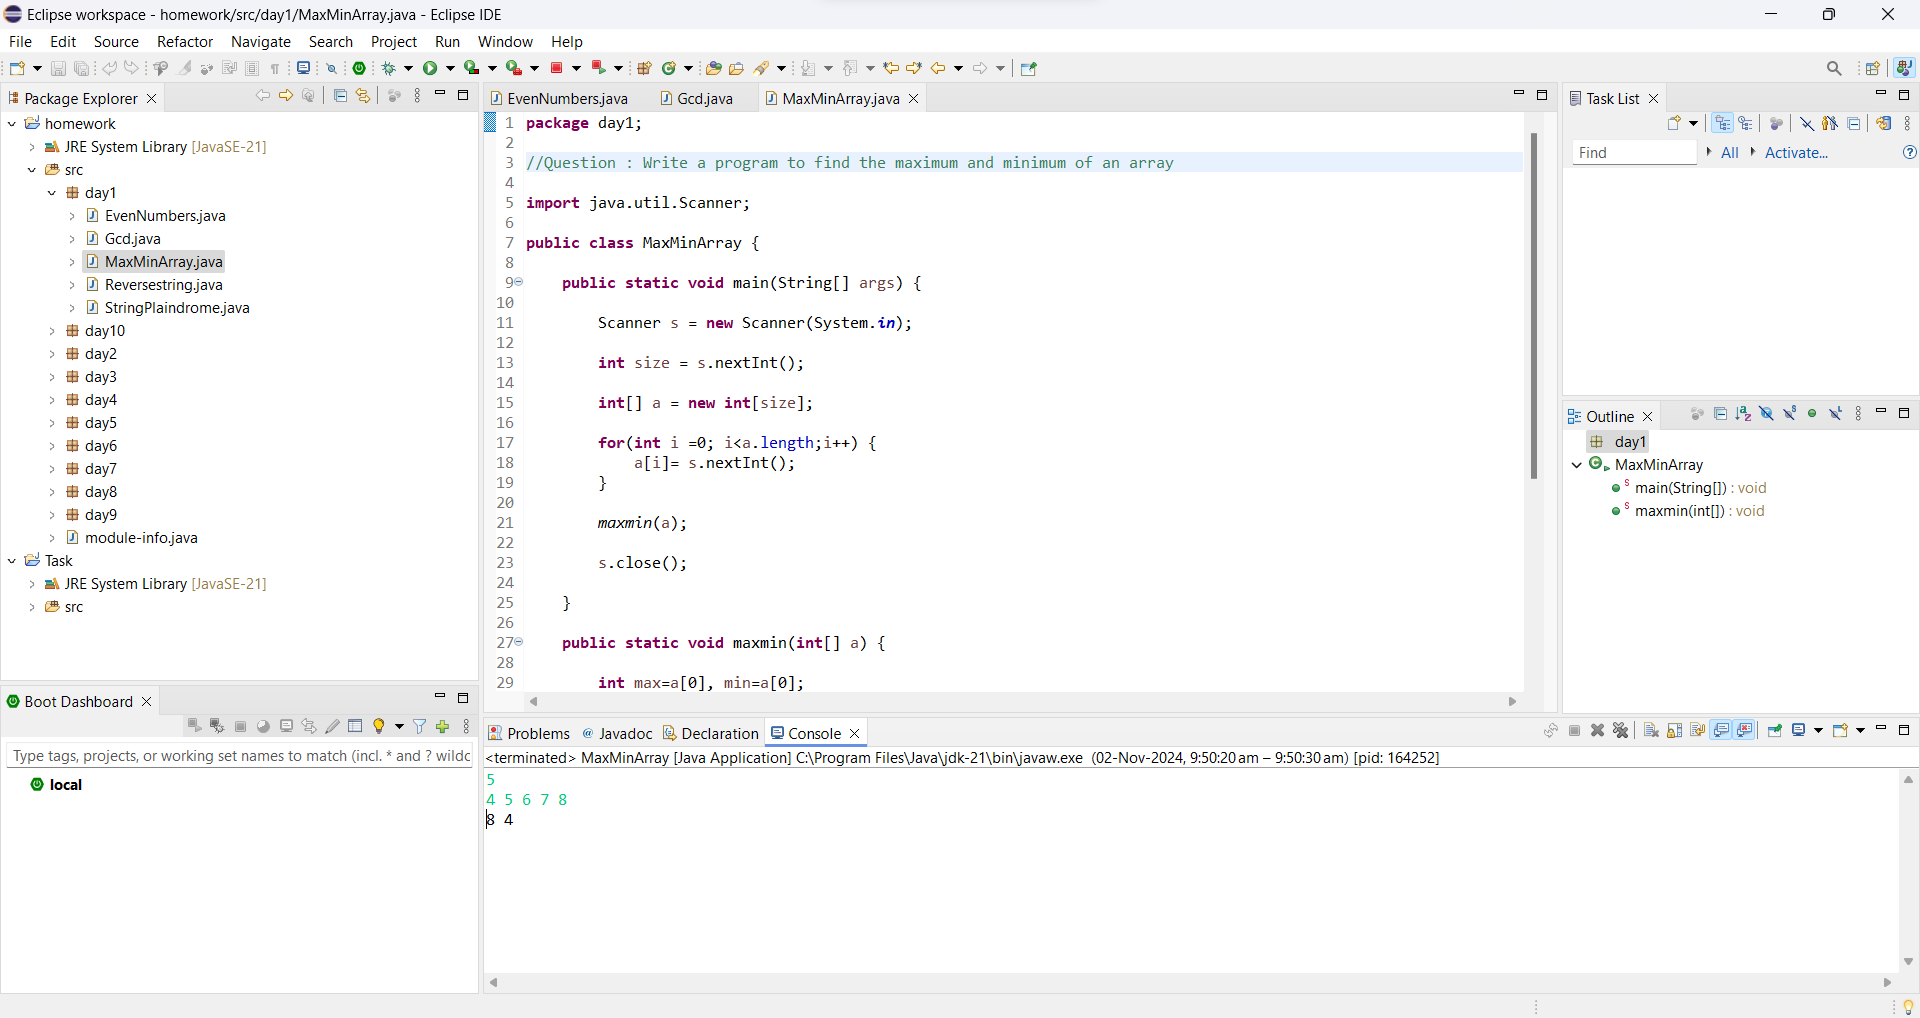 Eclipse workspace - homework/src/day1/MaxMinArray.java - Eclipse IDE
File Edit Source Refactor Navigate Search Project Run Window Help
Package Explorer
homework
JRE System Library [JavaSE-21]
src
day1
EvenNumbers.java
Gcd.java
MaxMinArray.java
Reversestring.java
StringPlaindrome.java
day10
day2
day3
day4
day5
day6
day7
day8
day9
module-info.java
Task
JRE System Library [JavaSE-21]
src
Boot Dashboard
Type tags, projects, or working set names to match (incl. * and ? wildc
local
EvenNumbers.java Gcd.java MaxMinArray.java
1 package day1;
2
3 //Question : Write a program to find the maximum and minimum of an array
4
5 import java.util.Scanner;
6
7 public class MaxMinArray {
8
9 public static void main(String[] args) {
10
11 Scanner s = new Scanner(System.in);
12
13 int size = s.nextInt();
14
15 int[] a = new int[size];
16
17 for(int i =0; i<a.length;i++) {
18 a[i]= s.nextInt();
19 }
20
21 maxmin(a);
22
23 s.close();
24
25 }
26
27 public static void maxmin(int[] a) {
28
29 int max=a[0], min=a[0];
Task List
Find All Activate...
Outline
day1
MaxMinArray
main(String[]) : void
maxmin(int[]) : void
Problems Javadoc Declaration Console
<terminated> MaxMinArray [Java Application] C:\Program Files\Java\jdk-21\bin\javaw.exe (02-Nov-2024, 9:50:20 am – 9:50:30 am) [pid: 164252]
5
4 5 6 7 8
8 4